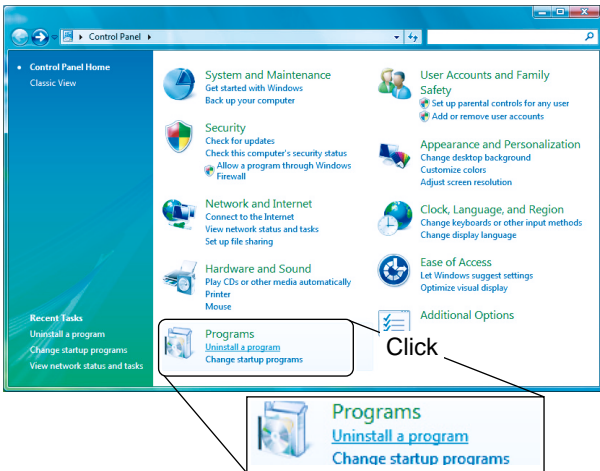 Control Panel
Control Panel Home
Classic View
System and Maintenance
Get started with Windows
Back up your computer
Security
Check for updates
Check this computer's security status
Allow a program through Windows
Firewall
Network and Internet
Connect to the Internet
View network status and tasks
Set up file sharing
Hardware and Sound
Play CDs or other media automatically
Printer
Mouse
Programs
Uninstall a program
Change startup programs
User Accounts and Family
Safety
Set up parental controls for any user
Add or remove user accounts
Appearance and Personalization
Change desktop background
Customize colors
Adjust screen resolution
Clock, Language, and Region
Change keyboards or other input methods
Change display language
Ease of Access
Let Windows suggest settings
Optimize visual display
Additional Options
Recent Tasks
Uninstall a program
Change startup programs
View network status and tasks
Click
Programs
Uninstall a program
Change startup programs